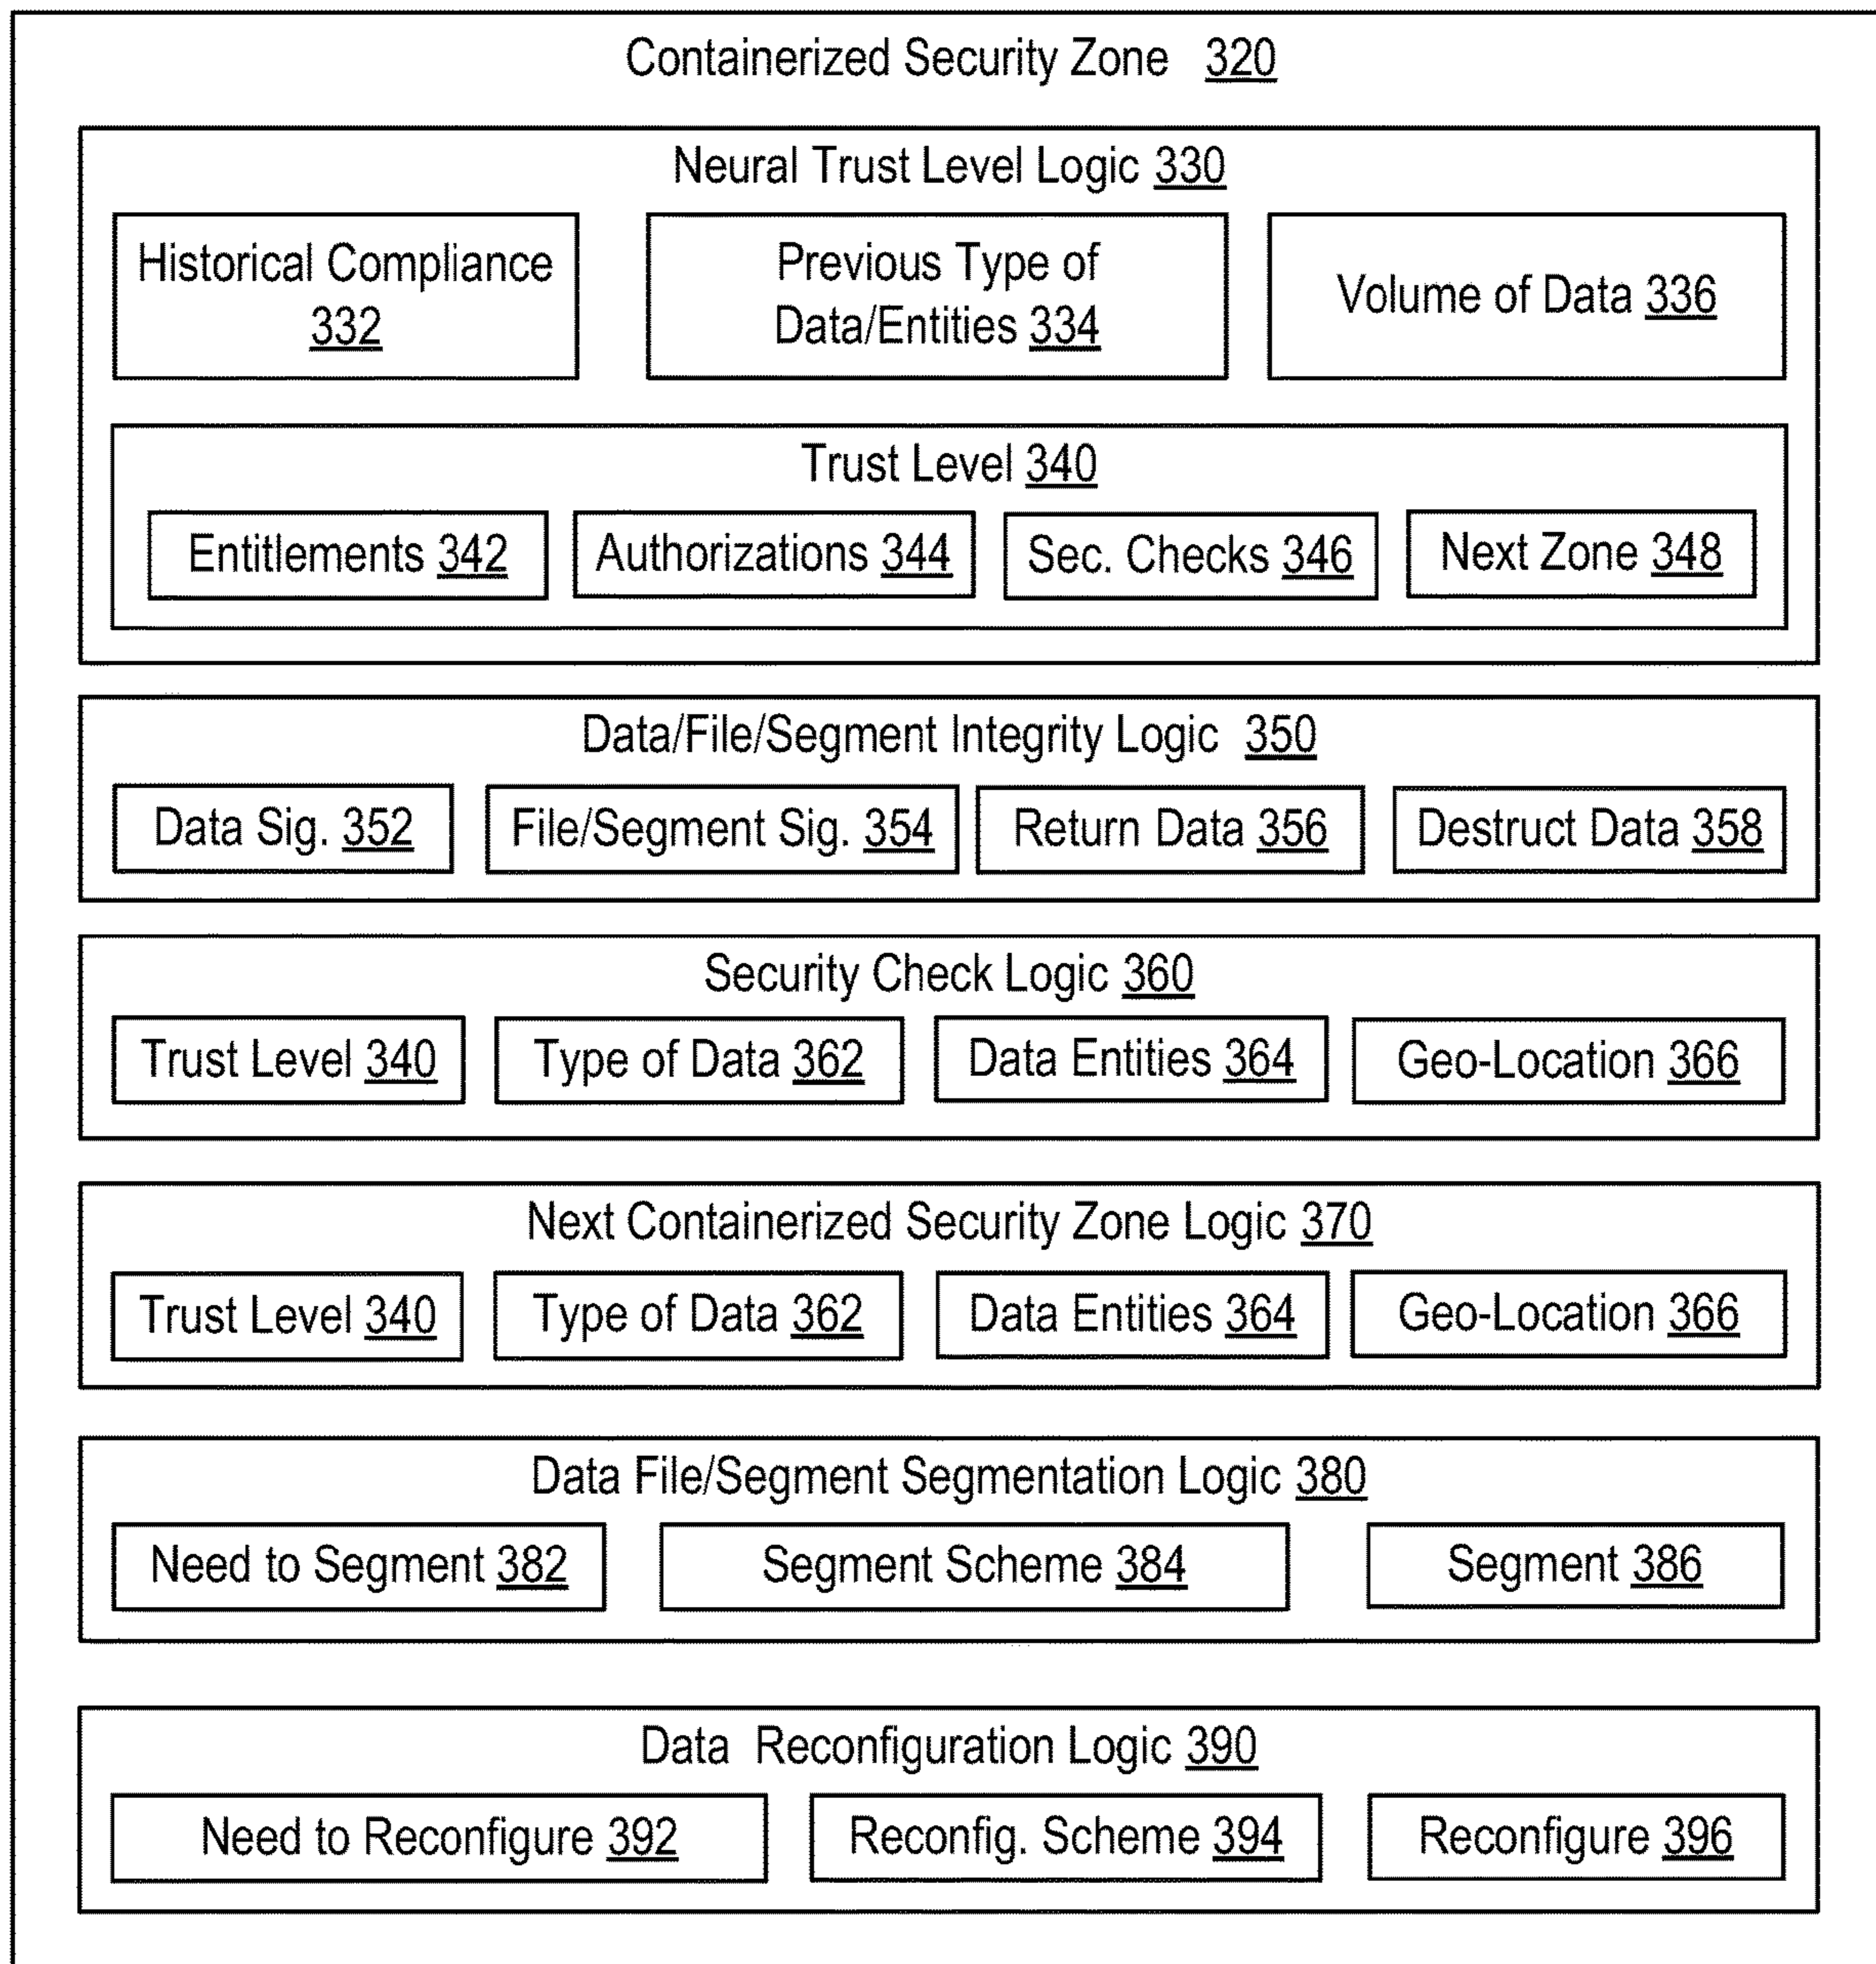 Containerized Security Zone 320
Neural Trust Level Logic 330
Historical Compliance
332
Previous Type of
Data/Entities 334
Volume of Data 336
Trust Level 340
Entitlements 342
Authorizations 344
Sec. Checks 346
Next Zone 348
Data/File/Segment Integrity Logic 350
Data Sig. 352
File/Segment Sig. 354
Return Data 356
Destruct Data 358
Security Check Logic 360
Trust Level 340
Type of Data 362
Data Entities 364
Geo-Location 366
Next Containerized Security Zone Logic 370
Trust Level 340
Type of Data 362
Data Entities 364
Geo-Location 366
Data File/Segment Segmentation Logic 380
Need to Segment 382
Segment Scheme 384
Segment 386
Data Reconfiguration Logic 390
Need to Reconfigure 392
Reconfig. Scheme 394
Reconfigure 396